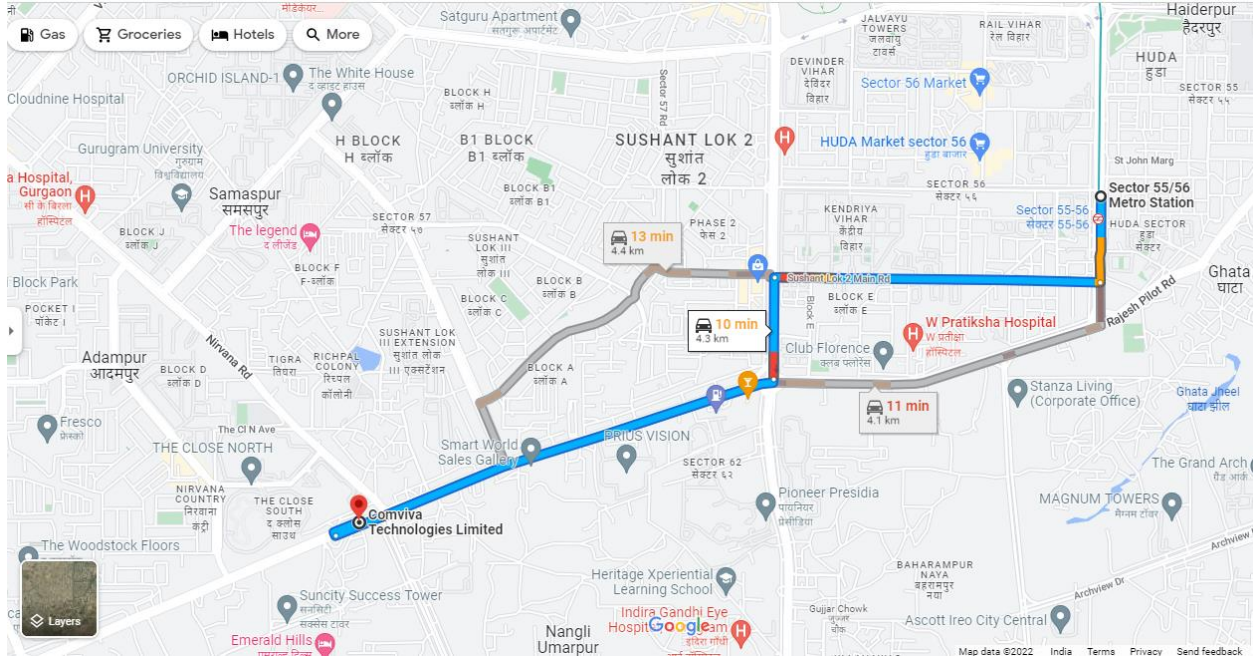 नी
मेडिकेयर..
Satguru Apartment
सतगुरु अपार्टमेंट
JALVAYU
TOWERS
जलवायु
टावर्स
RAIL VIHAR
रेल विहार
Haiderpur
हैदरपुर
Gas
Groceries
Hotels
More
ORCHID ISLAND-1
The White House
द व्हाइट हाउस
Cloudnine Hospital
BLOCK H
ब्लॉक H
Sector 57 Rd
DEVINDER
VIHAR
देविंदर
विहार
Sector 56 Market
HUDA
हुडा
SECTOR 55
सेक्टर ५५
H BLOCK
H ब्लॉक
B1 BLOCK
B1 ब्लॉक
SUSHANT LOK 2
सुशांत
लोक 2
HUDA Market sector 56
हुडा बाजार
Gurugram University
गुरुग्राम
विश्वविद्यालय
St John Marg
a Hospital,
Gurgaon
सी के बिरला
हॉस्पिटल
Samaspur
समसपुर
BLOCK B1
ब्लॉक B1
SECTOR 56
सेक्टर ५६
Sector 55/56
Metro Station
SECTOR 57
सेक्टर ५७
KENDRIYA
VIHAR
केंद्रीय
विहार
Sector 55-56
सेक्टर 55-56
55-56
HUDA SECTOR
हुडा
सेक्टर
BLOCK J
ब्लॉक J
The legend
द लीजेंड
PHASE 2
फेस 2
13 min
4.4 km
SUSHANT
LOK III
सुशांत
लोक III
BLOCK F
F-ब्लॉक
BLOCK B
ब्लॉक B
Sushant Lok 2 Main Rd
Ghata
घाटा
I Block Park
BLOCK C
ब्लॉक C
Block E
BLOCK E
ब्लॉक E
Rajesh Pilot Rd
POCKET I
पॉकेट I
10 min
4.3 km
W Pratiksha Hospital
W प्रतीक्षा
हॉस्पिटल
SUSHANT LOK
III EXTENSION
सुशांत लोक
III एक्सटेंशन
Nirvana Rd
Club Florence
क्लब फ्लोरेंस
Adampur
आदमपुर
BLOCK D
ब्लॉक D
TIGRA
तिघरा
RICHPAL
COLONY
रिछपल
कॉलोनी
BLOCK A
ब्लॉक A
Stanza Living
(Corporate Office)
Ghata Jheel
घाटा झील
11 min
4.1 km
Fresco
फ्रेस्को
The Cl N Ave
THE CLOSE NORTH
Smart World
Sales Gallery
PRIUS VISION
SECTOR 62
सेक्टर ६२
The Grand Arch
ग्रैंड आर्क
NIRVANA
COUNTRY
निरवाना
कंट्री
THE CLOSE
SOUTH
द क्लोस
साउथ
Comviva
Technologies Limited
Pioneer Presidia
पायनियर
प्रेसीडिया
MAGNUM TOWERS
मैगनम टॉवर
The Woodstock Floors
Archview
BAHARAMPUR
NAYA
बहरामपुर
नया
Archview Dr
Heritage Xperiential
Learning School
Suncity Success Tower
सनसिटी
सक्सेस टावर
Layers
Indira Gandhi Eye
इंदिरा गाँधी
Google
Gujjar Chowk
गुज्जर
चौक
Ascott Ireo City Central
Emerald Hills
एमराल्ड हिल्स
Nangli
Umarpur
Map data ©2022 India Terms Privacy Send feedback